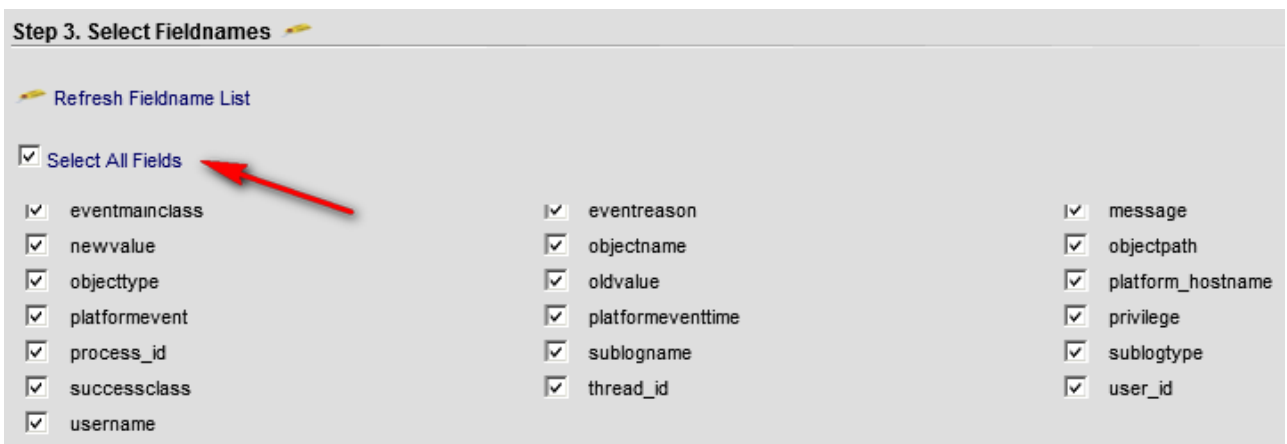 Step 3. Select Fieldnames
Refresh Fieldname List
Select All Fields
eventmainclass eventreason message
newvalue objectname objectpath
objecttype oldvalue platform_hostname
platformevent platformeventtime privilege
process_id sublogname sublogtype
successclass thread_id user_id
username